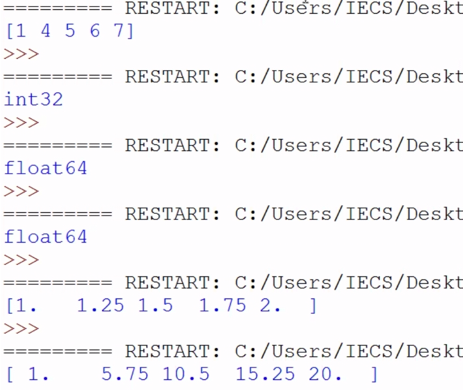 ========= RESTART: C:/Users/IECS/Deskt
[1 4 5 6 7]
>>>
========= RESTART: C:/Users/IECS/Deskt
int32
>>>
========= RESTART: C:/Users/IECS/Deskt
float64
>>>
========= RESTART: C:/Users/IECS/Deskt
float64
>>>
========= RESTART: C:/Users/IECS/Deskt
[1.   1.25 1.5  1.75 2.  ]
>>>
========= RESTART: C:/Users/IECS/Deskt
[ 1.    5.75 10.5  15.25 20.  ]